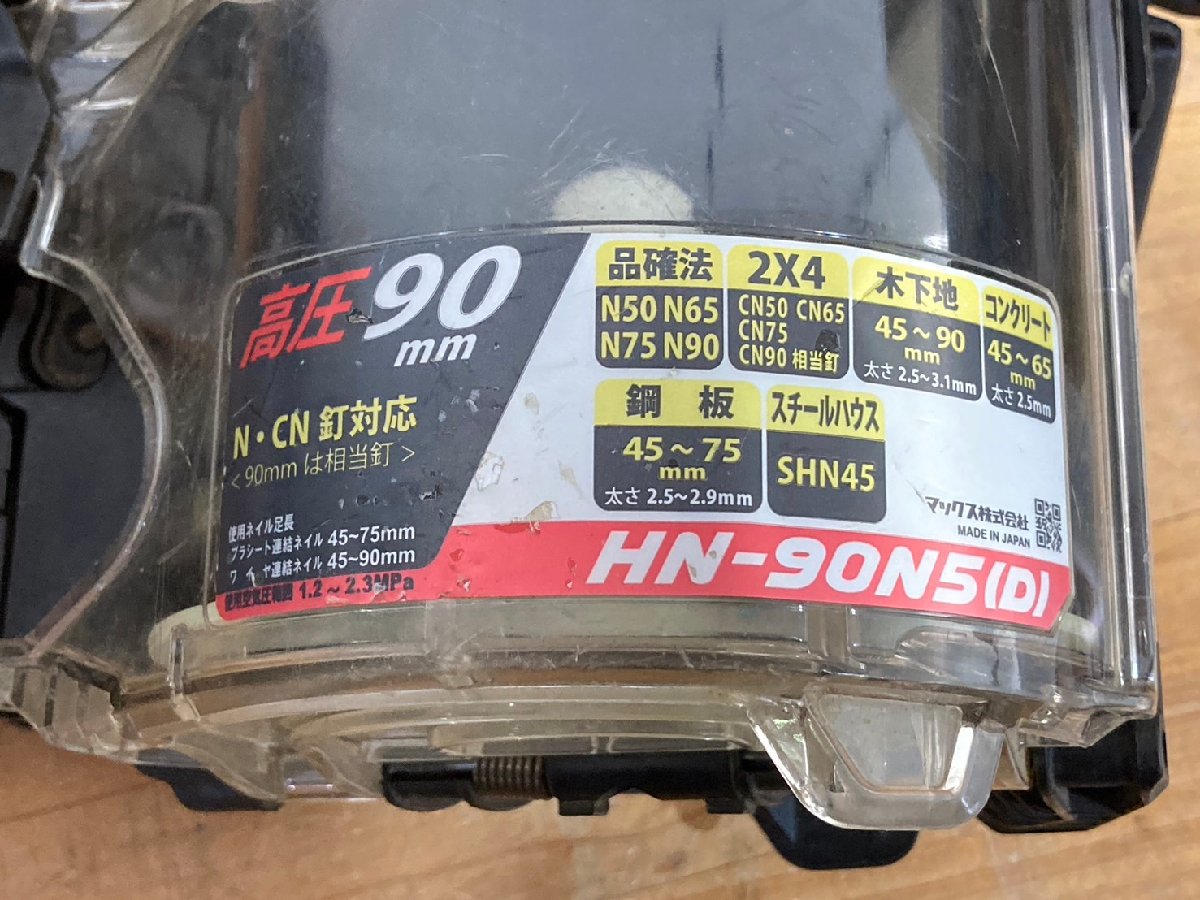 高圧90
mm
N・CN 釘対応
<90mmは相当釘>
使用ネイル足長
プラシート連結ネイル 45~75mm
ワイヤ連結ネイル 45~90mm
使用空気圧範囲 1.2~2.3MPa
品確法
N50 N65
N75 N90
2X4
CN50 CN65
CN75
CN90 相当釘
木下地
45~90
mm
太さ 2.5~3.1mm
コンクリート
45~65
mm
太さ 2.5mm
鋼板
45~75
mm
太さ 2.5~2.9mm
スチールハウス
SHN45
マックス株式会社
MADE IN JAPAN
HN-90N5(D)